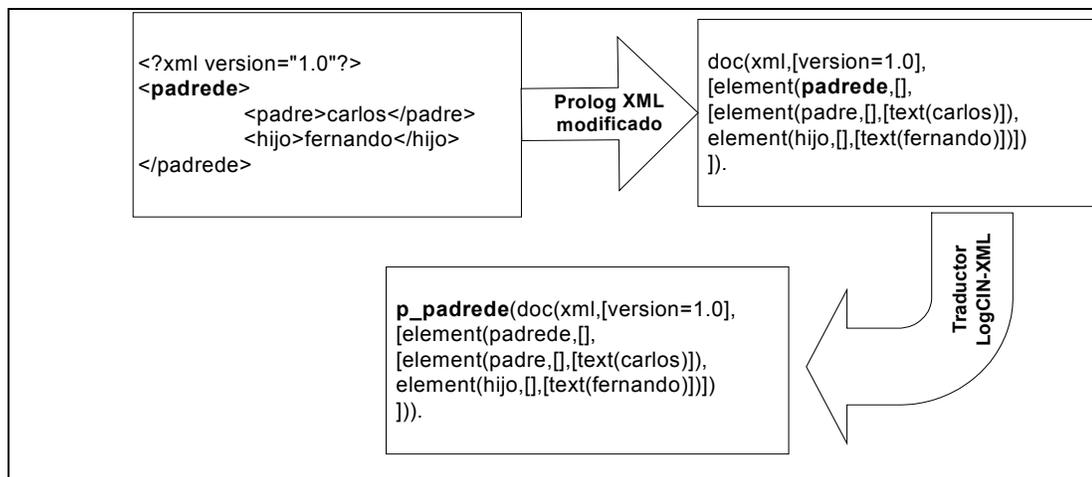 <?xml version="1.0"?>
<padrede>
<padre>carlos</padre>
<hijo>fernando</hijo>
</padrede>
Prolog XML
modificado
doc(xml,[version=1.0],
[element(padrede,[],
[element(padre,[],[text(carlos)]),
element(hijo,[],[text(fernando)])])
]).
Traductor
LogCIN-XML
p_padrede(doc(xml,[version=1.0],
[element(padrede,[],
[element(padre,[],[text(carlos)]),
element(hijo,[],[text(fernando)])])
])).